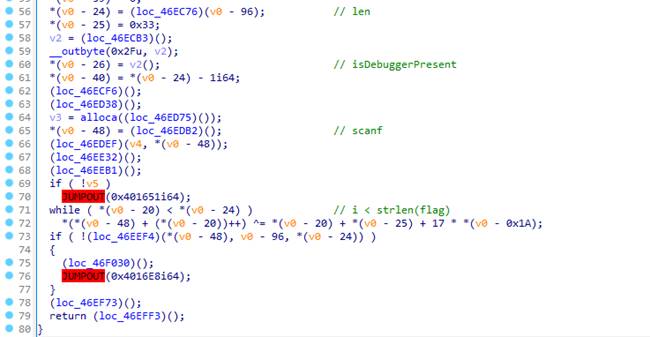 56 *(v0 - 24) = (loc_46EC76)(v0 - 96); // len
57 *(v0 - 25) = 0x33;
58 v2 = (loc_46ECB3)();
59 __outbyte(0x2Fu, v2);
60 *(v0 - 26) = v2(); // isDebuggerPresent
61 *(v0 - 40) = *(v0 - 24) - 1i64;
62 (loc_46ECF6)();
63 (loc_46ED38)();
64 v3 = alloca((loc_46ED75)());
65 *(v0 - 48) = (loc_46EDB2)(); // scanf
66 (loc_46EDEF)(v4, *(v0 - 48));
67 (loc_46EE32)();
68 (loc_46EEB1)();
69 if ( !v5 )
70 JUMPOUT(0x401651i64);
71 while ( *(v0 - 20) < *(v0 - 24) ) // i < strlen(flag)
72 *(*(v0 - 48) + (*(v0 - 20))++) ^= *(v0 - 20) + *(v0 - 25) + 17 * *(v0 - 0x1A);
73 if ( !(loc_46EEF4)(*(v0 - 48), v0 - 96, *(v0 - 24)) )
74 {
75 (loc_46F030)();
76 JUMPOUT(0x4016E8i64);
77 }
78 (loc_46EF73)();
79 return (loc_46EFF3)();
80 }